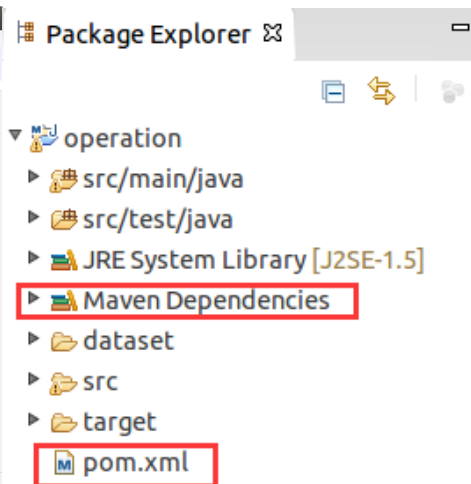 Package Explorer
operation
src/main/java
src/test/java
JRE System Library [J2SE-1.5]
Maven Dependencies
dataset
src
target
pom.xml